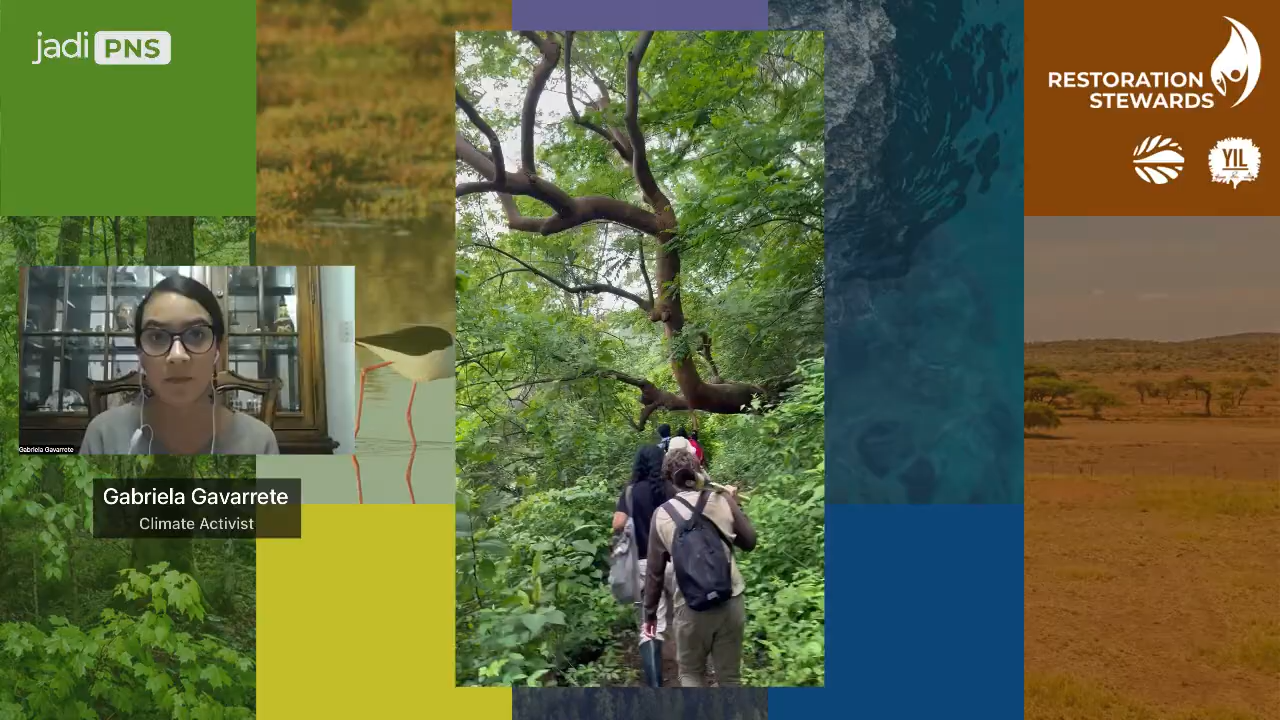 jadi PNS
RESTORATION
STEWARDS
YIL
Gabriela Gavarrete
Gabriela Gavarrete
Climate Activist